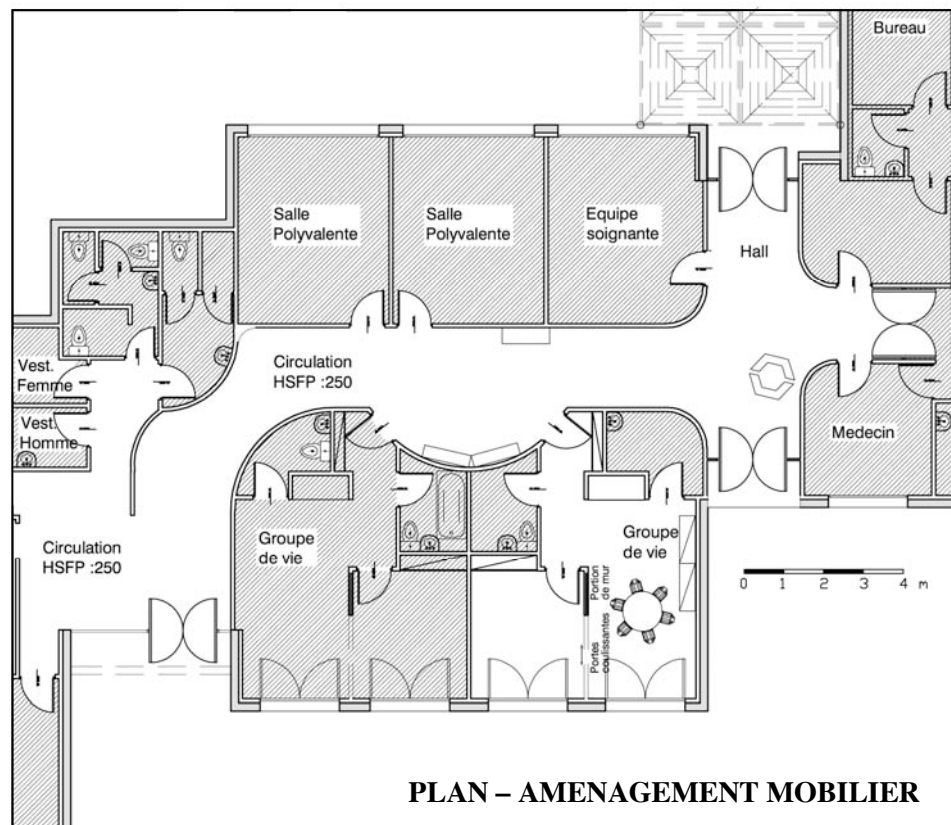 Bureau
Salle
Polyvalente
Salle
Polyvalente
Equipe
soignante
Hall
Circulation
HSFP :250
Vest.
Femme
Vest.
Homme
Medecin
Circulation
HSFP :250
Groupe
de vie
Groupe
de vie
Portion
de mur
Portes
coulissantes
0 1 2 3 4 m
PLAN – AMENAGEMENT MOBILIER